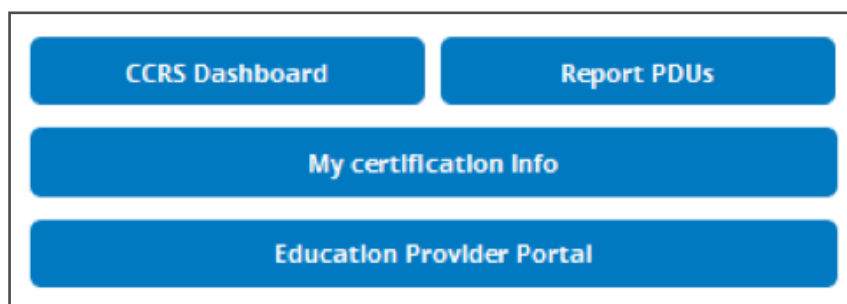 CCRS Dashboard
Report PDUs
My certification info
Education Provider Portal